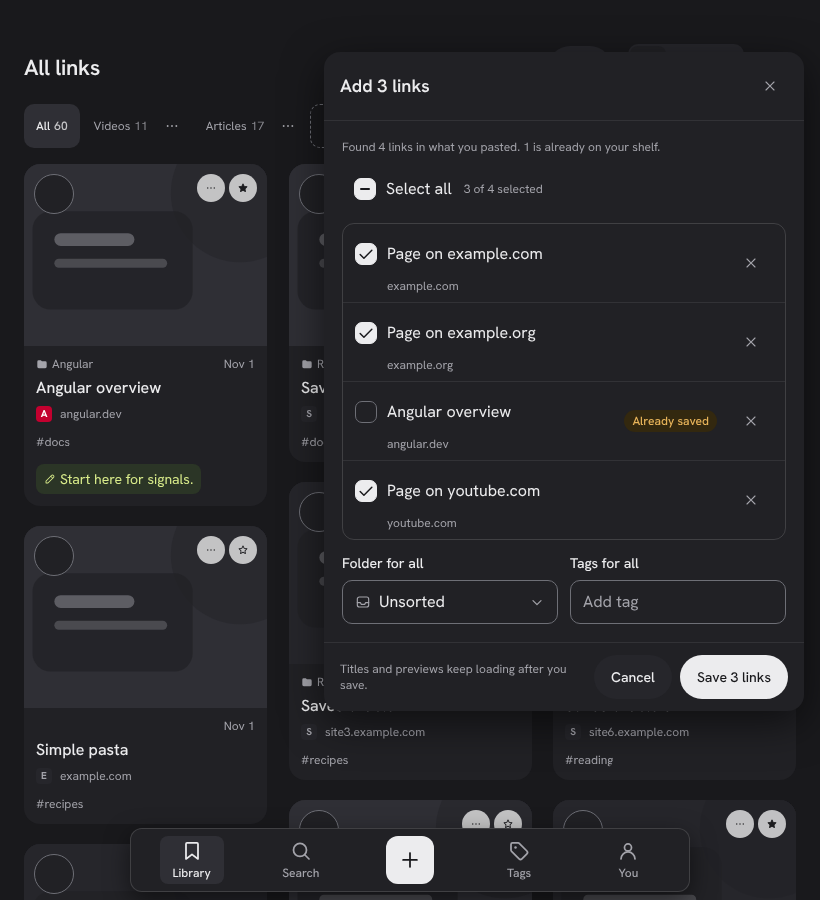 All links
All 60
Videos 11
Articles 17
Angular
Nov 1
Angular overview
A
angular.dev
#docs
Start here for signals.
Nov 1
Simple pasta
E
example.com
#recipes
S
S
site3.example.com
#recipes
S
site6.example.com
#reading
Add 3 links
Found 4 links in what you pasted. 1 is already on your shelf.
Select all
3 of 4 selected
Page on example.com
example.com
Page on example.org
example.org
Angular overview
angular.dev
Already saved
Page on youtube.com
youtube.com
Folder for all
Tags for all
Unsorted
Add tag
Titles and previews keep loading after you
save.
Cancel
Save 3 links
Library
Search
Tags
You